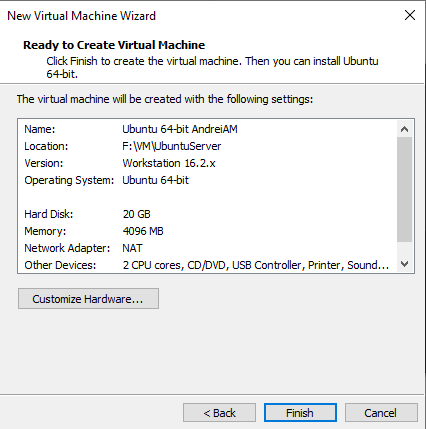 New Virtual Machine Wizard
Ready to Create Virtual Machine
Click Finish to create the virtual machine. Then you can install Ubuntu
64-bit.
The virtual machine will be created with the following settings:
Name: Ubuntu 64-bit AndreiAM
Location: F:\VM\UbuntuServer
Version: Workstation 16.2.x
Operating System: Ubuntu 64-bit
Hard Disk: 20 GB
Memory: 4096 MB
Network Adapter: NAT
Other Devices: 2 CPU cores, CD/DVD, USB Controller, Printer, Sound...
Customize Hardware...
< Back Finish Cancel